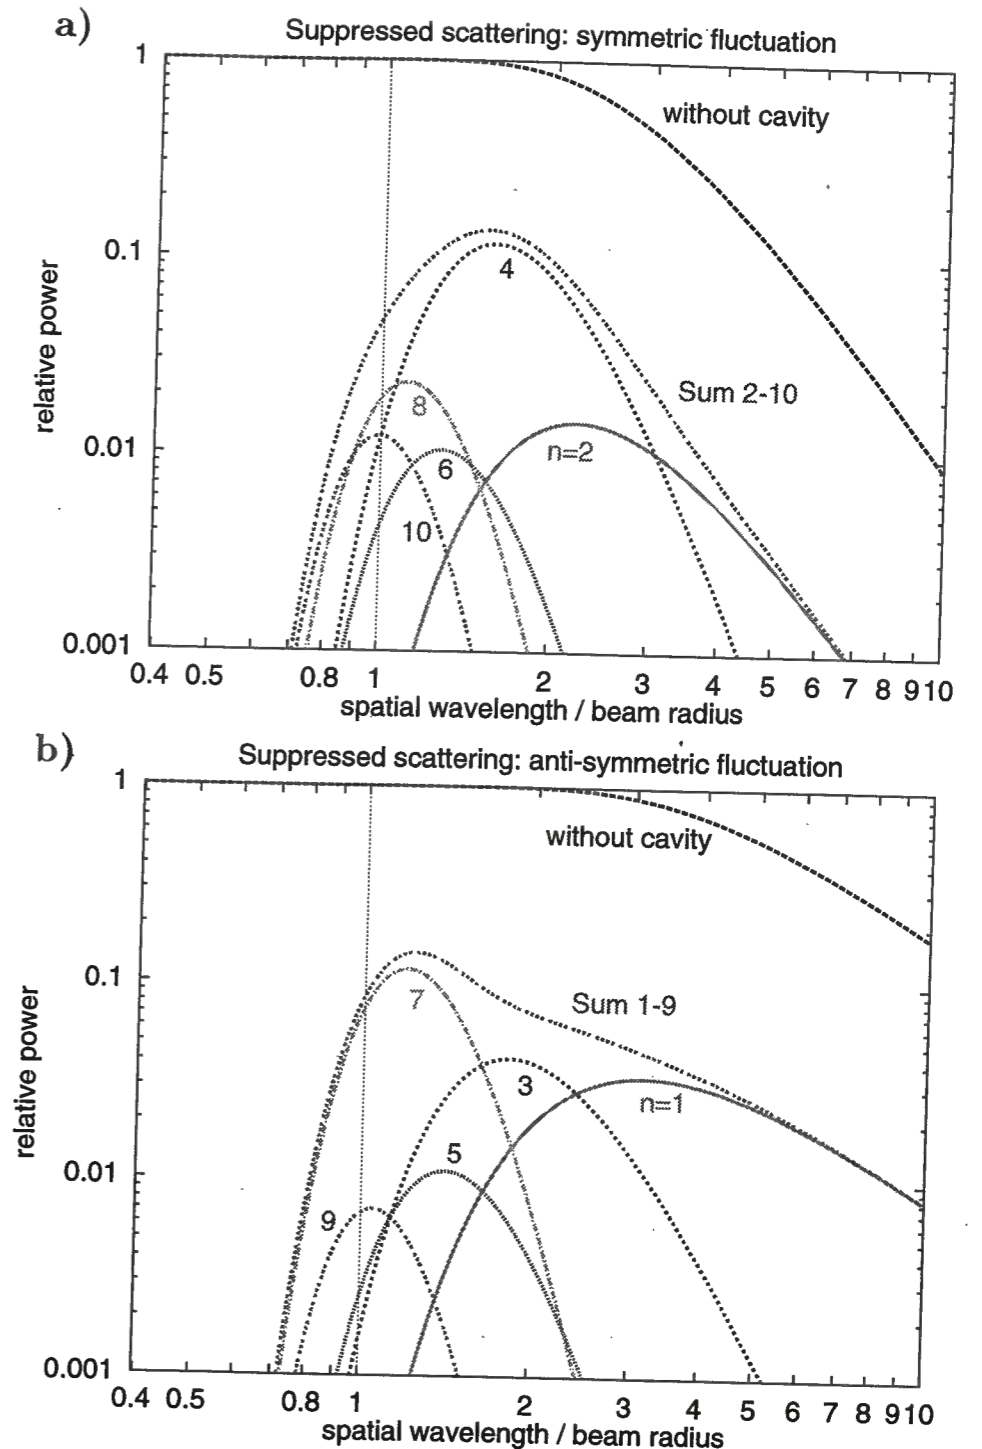 a)
Suppressed scattering: symmetric fluctuation
1
without cavity
0.1
4
relative power
8
Sum 2-10
0.01
6
n=2
10
0.001
0.4 0.5 0.8 1 2 3 4 5 6 7 8 910
spatial wavelength / beam radius
b)
Suppressed scattering: anti-symmetric fluctuation
1
without cavity
0.1
7
Sum 1-9
relative power
3
n=1
5
0.01
9
0.001
0.4 0.5 0.8 1 2 3 4 5 6 7 8 910
spatial wavelength / beam radius